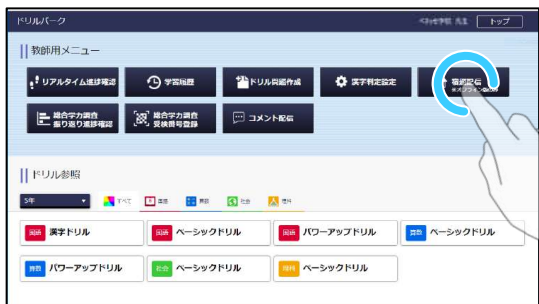 ドリルパーク
トップ
教師用メニュー
リアルタイム進捗確認
学習履歴
ドリル問題作成
漢字判定設定
総合学力調査
振り返り進捗確認
総合学力調査
受検番号登録
コメント配信
ドリル参照
5年
すべて
国語
算数
社会
理科
国語 漢字ドリル
国語 ベーシックドリル
国語 パワーアップドリル
算数 ベーシックドリル
算数 パワーアップドリル
社会 ベーシックドリル
理科 ベーシックドリル